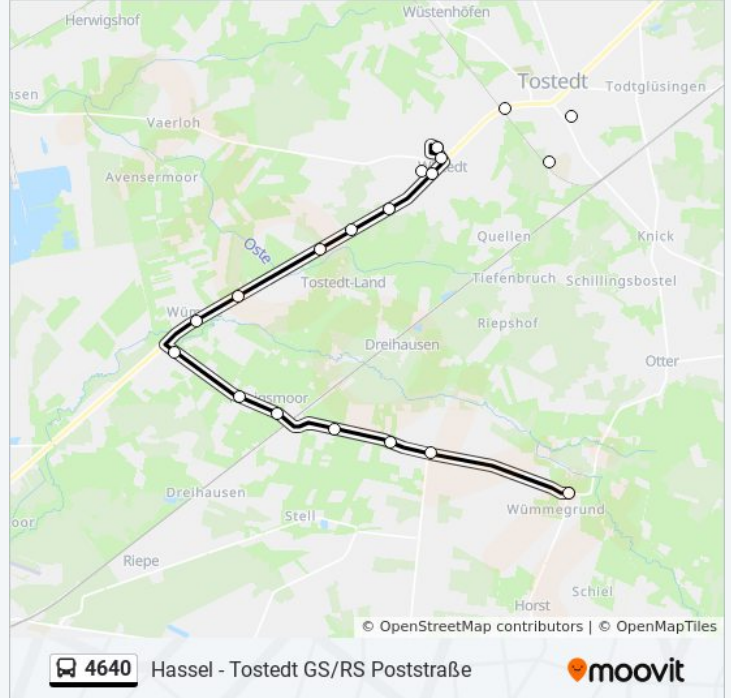 Wüstenhöfen
Herwigshof
Tostedt
Todtglüsingen
Vaerloh
Avensermoor
Oste
Quellen
Knick
Tostedt-Land
Tiefenbruch
Schillingsbostel
Riepshof
Dreihausen
Otter
Dreihausen
Wümmegrund
Stell
Riepe
Schiel
Horst
© OpenStreetMap contributors | © OpenMapTiles
4640 Hassel - Tostedt GS/RS Poststraße
moovit